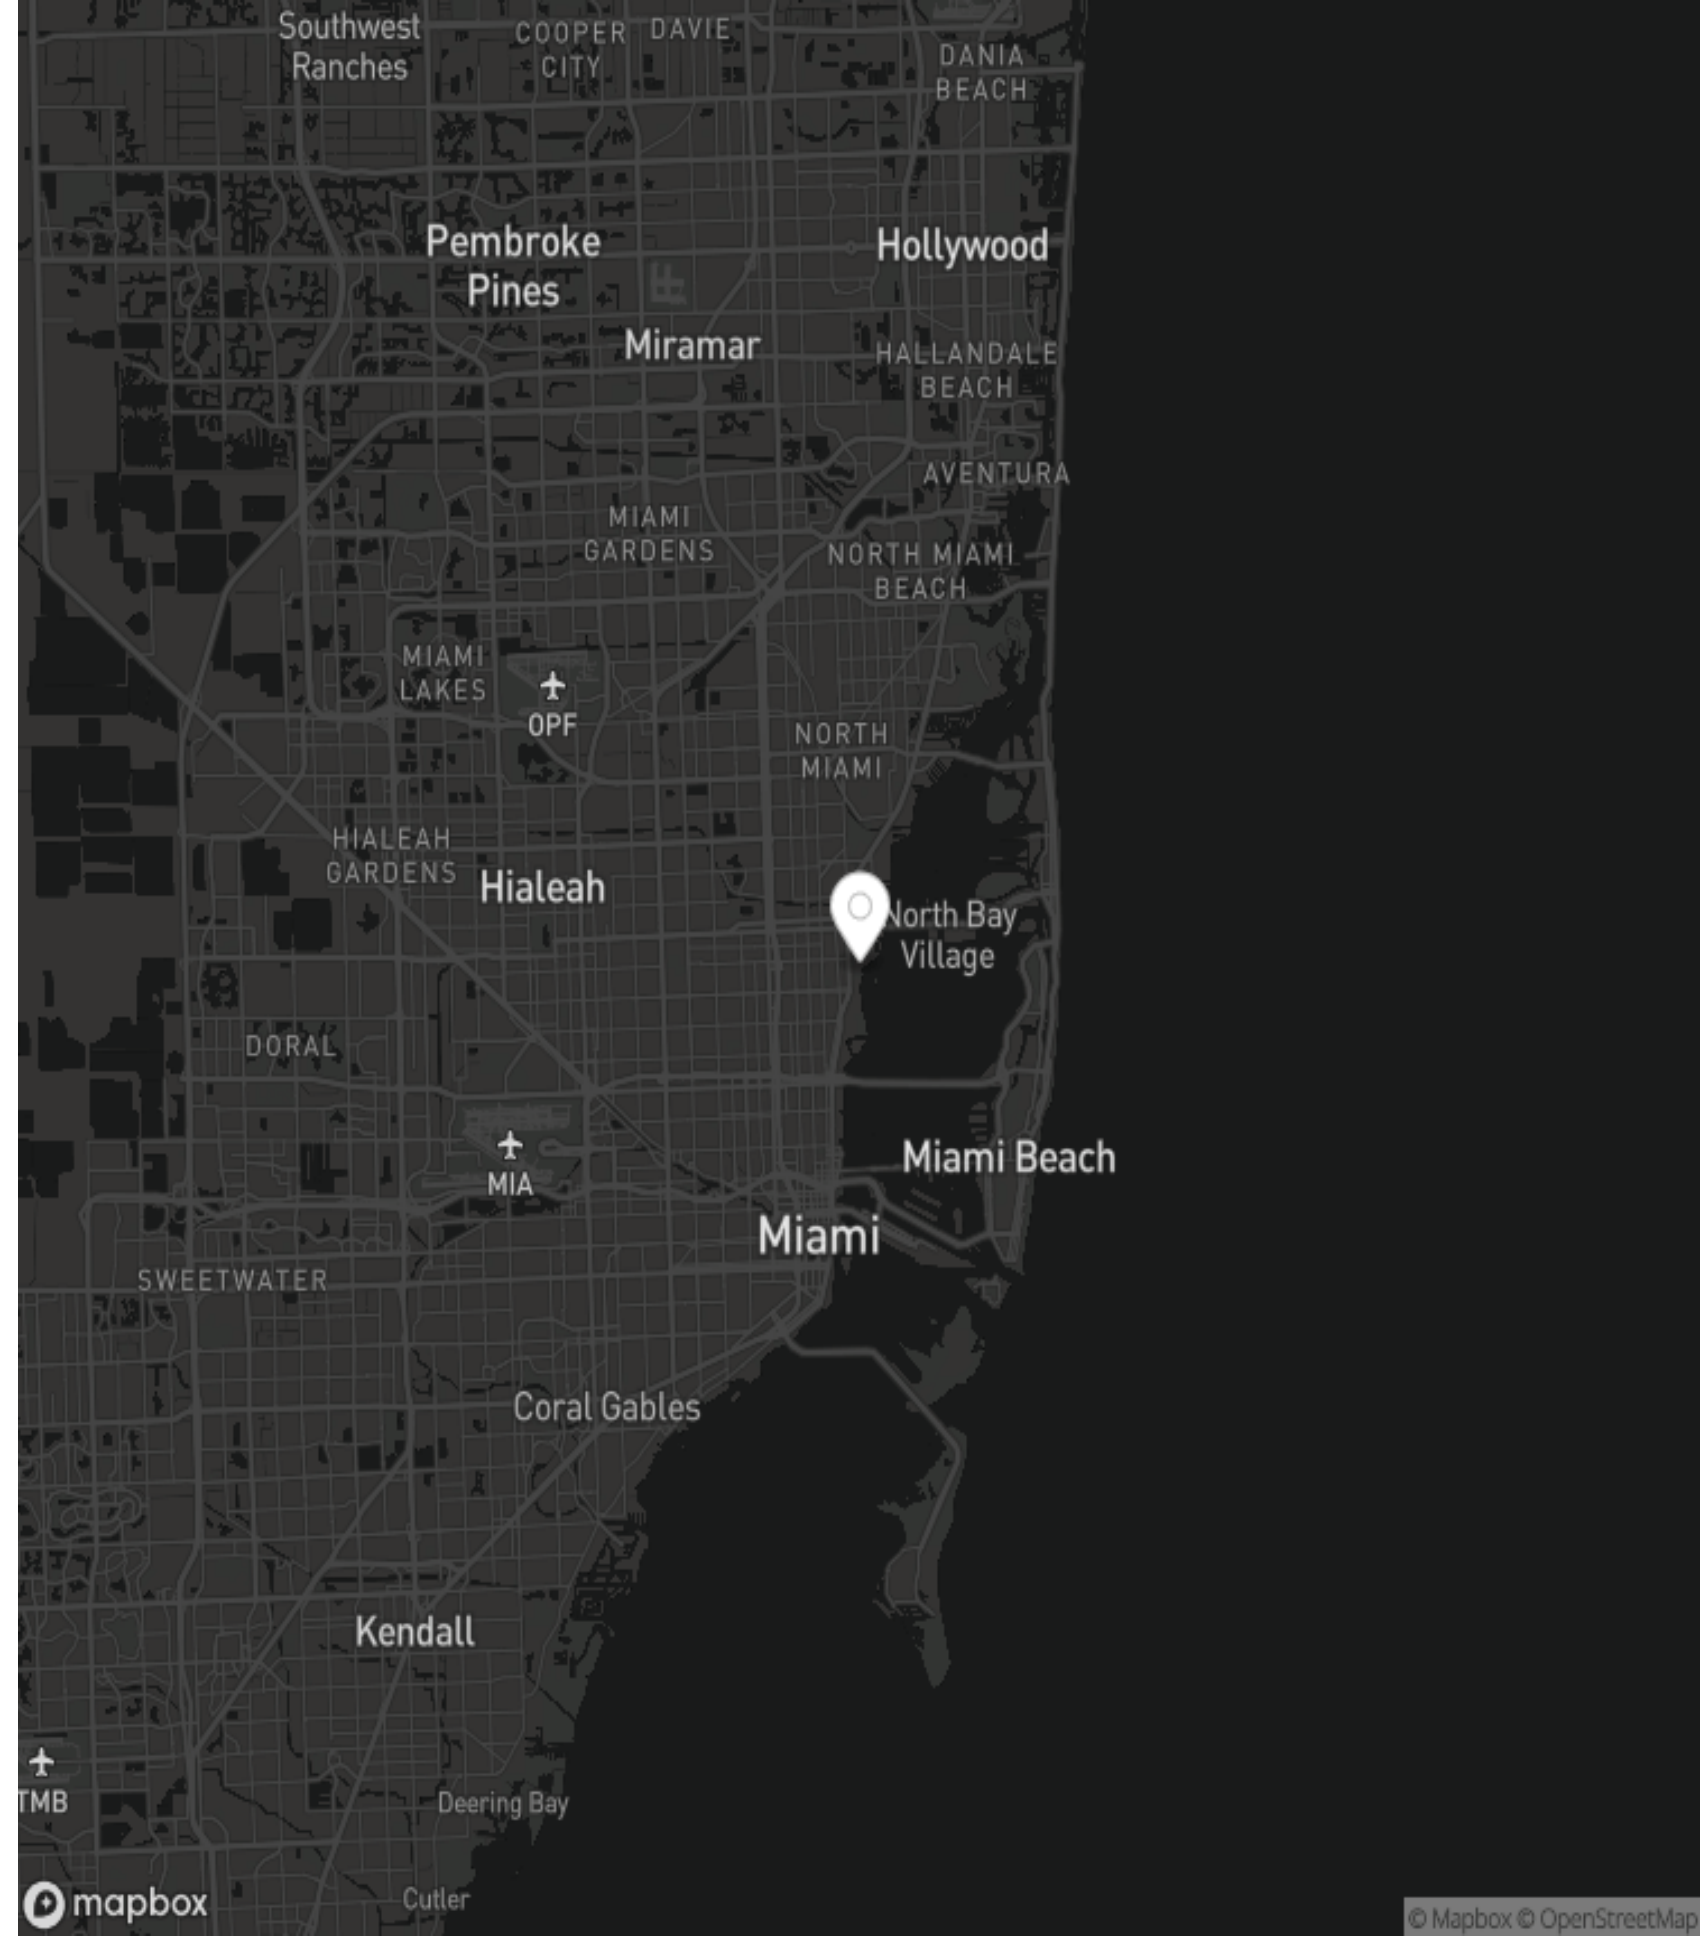 Southwest
Ranches
COOPER
CITY
DAVIE
DANIA
BEACH
Pembroke
Pines
Hollywood
Miramar
HALLANDALE
BEACH
AVENTURA
MIAMI
GARDENS
NORTH MIAMI
BEACH
MIAMI
LAKES
OPF
NORTH
MIAMI
HIALEAH
GARDENS
Hialeah
North Bay
Village
DORAL
MIA
Miami Beach
Miami
SWEETWATER
Coral Gables
Kendall
TMB
Deering Bay
Cutler
mapbox
© Mapbox © OpenStreetMap